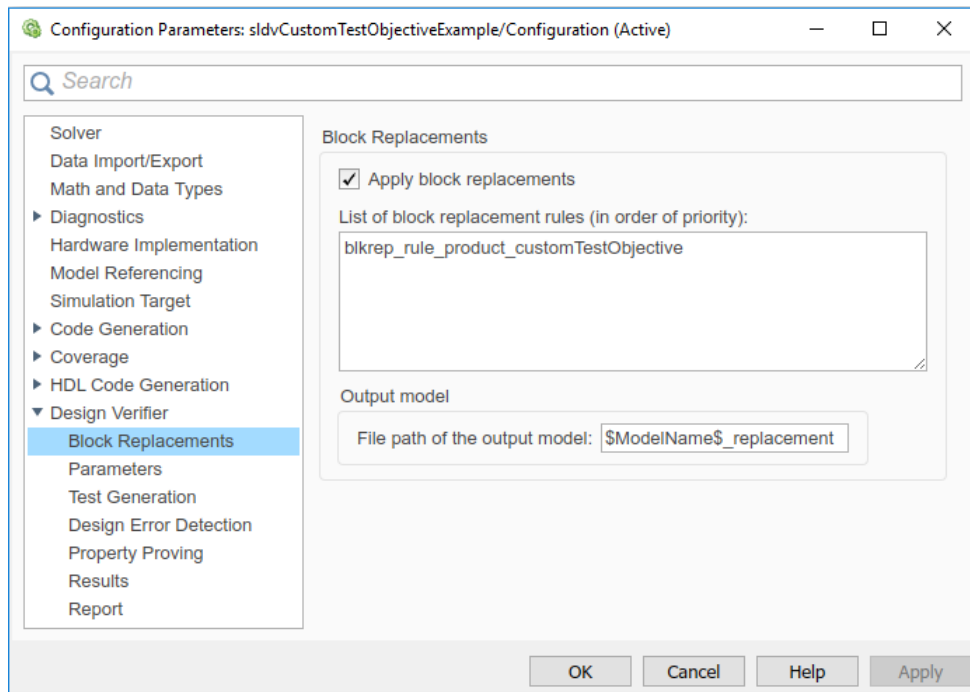 Configuration Parameters: sldvCustomTestObjectiveExample/Configuration (Active)
Search
Solver
Data Import/Export
Math and Data Types
Diagnostics
Hardware Implementation
Model Referencing
Simulation Target
Code Generation
Coverage
HDL Code Generation
Design Verifier
Block Replacements
Parameters
Test Generation
Design Error Detection
Property Proving
Results
Report
Block Replacements
Apply block replacements
List of block replacement rules (in order of priority):
blkrep_rule_product_customTestObjective
Output model
File path of the output model: $ModelName$_replacement
OK Cancel Help Apply